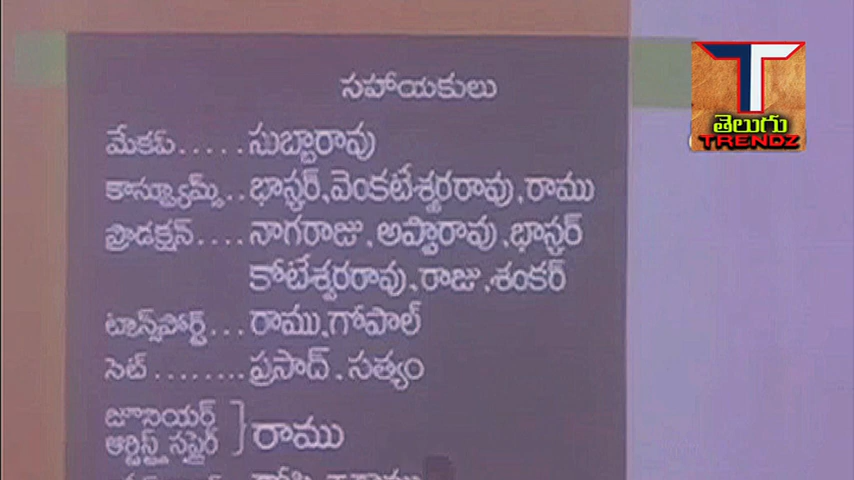 సహాయకులు
మేకప్.....సుబ్బారావు
కాస్ట్యూమ్స్..భాస్కర్,వెంకటేశ్వరరావు,రాము
ప్రొడక్షన్....నాగరాజు,అప్పారావు,భాస్కర్
కోటేశ్వరరావు,రాజు,శంకర్
ట్రాన్స్‌పోర్ట్...రాము,గోపాల్
సెట్........ప్రసాద్,సత్యం
జూనియర్
ఆర్టిస్ట్ సప్లైర్ } రాము
T
తెలుగు
TRENDZ